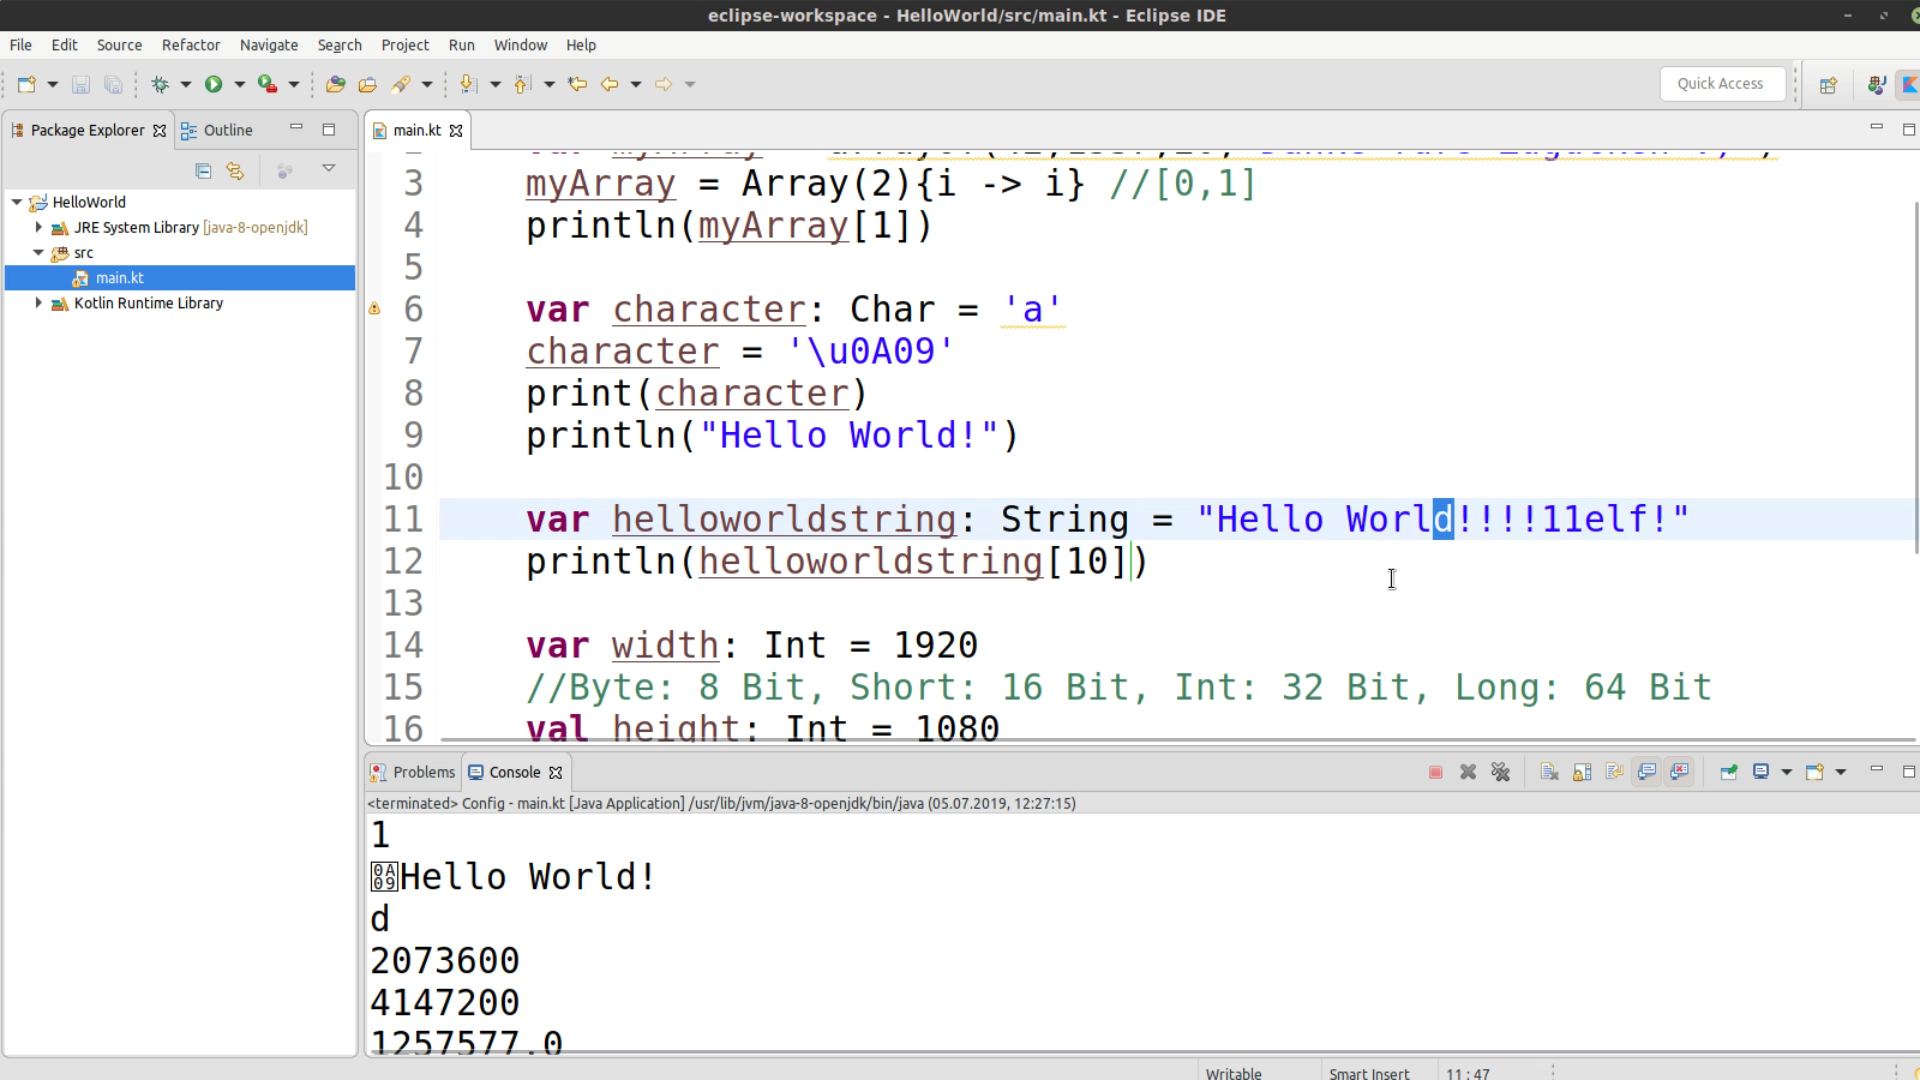 eclipse-workspace - HelloWorld/src/main.kt - Eclipse IDE
File Edit Source Refactor Navigate Search Project Run Window Help
Quick Access
Package Explorer Outline
main.kt
HelloWorld
JRE System Library [java-8-openjdk]
src
main.kt
Kotlin Runtime Library
3 myArray = Array(2){i -> i} //[0,1]
4 println(myArray[1])
5
6 var character: Char = 'a'
7 character = '\u0A09'
8 print(character)
9 println("Hello World!")
10
11 var helloworldstring: String = "Hello World!!!!11elf!"
12 println(helloworldstring[10])
13
14 var width: Int = 1920
15 //Byte: 8 Bit, Short: 16 Bit, Int: 32 Bit, Long: 64 Bit
16 val height: Int = 1080
Problems Console
<terminated> Config - main.kt [Java Application] /usr/lib/jvm/java-8-openjdk/bin/java (05.07.2019, 12:27:15)
1
ਉHello World!
d
2073600
4147200
1257577.0
Writable Smart Insert 11 : 47